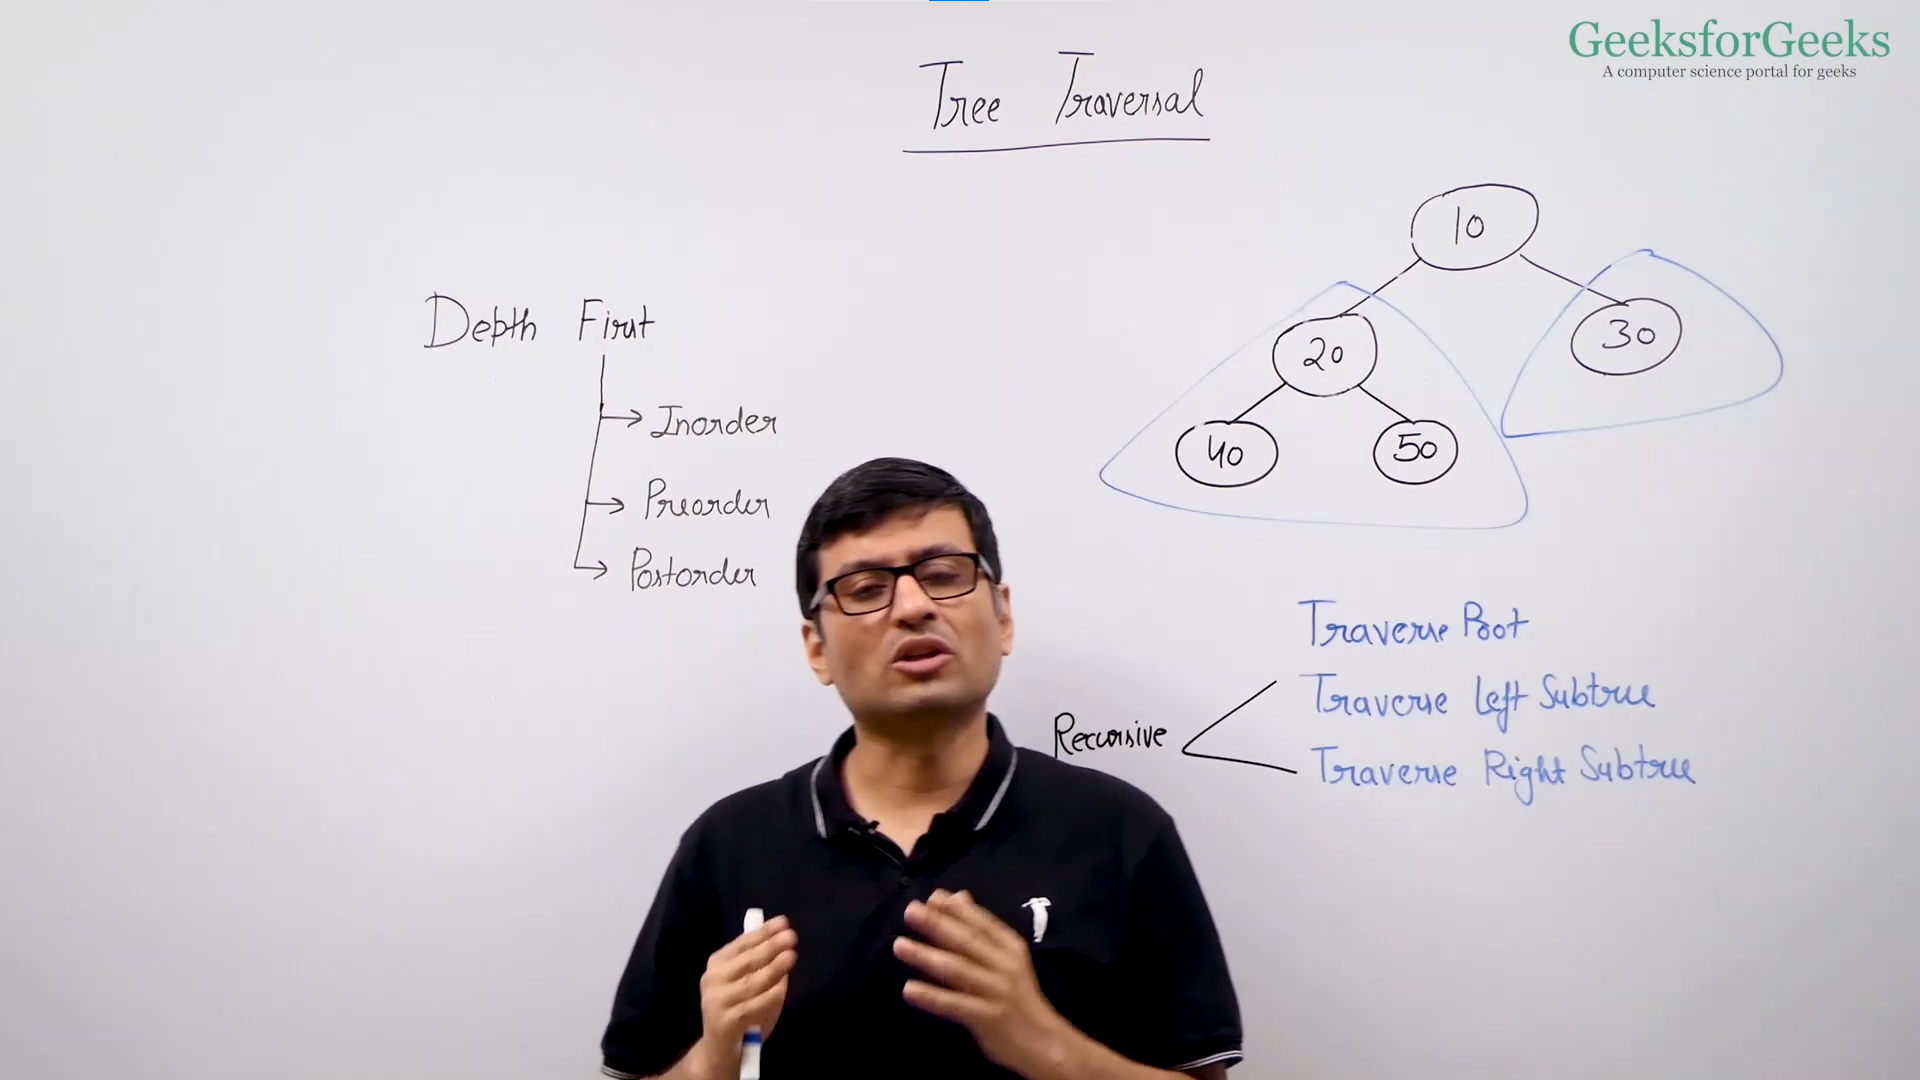 GeeksforGeeks
A computer science portal for geeks
Tree Traversal
Depth First
Inorder
Preorder
Postorder
10
20
30
40
50
Traverse Root
Recursive
Traverse Left Subtree
Traverse Right Subtree